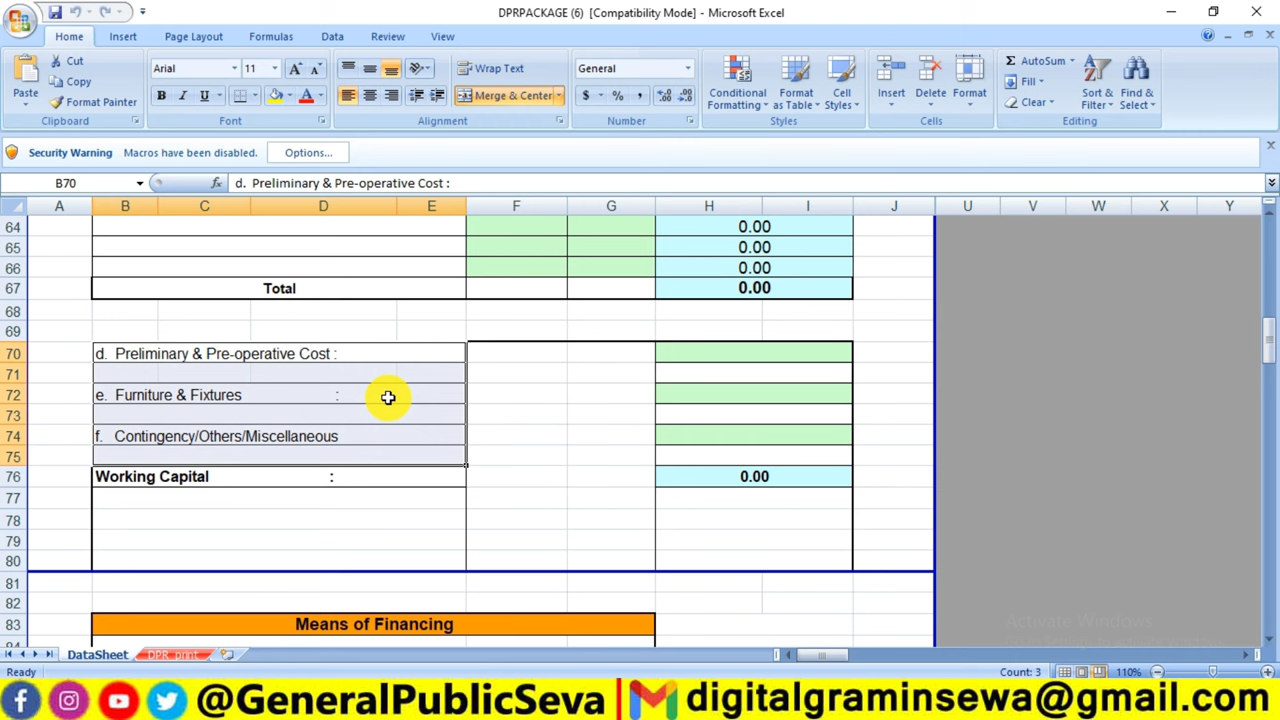 DPRPACKAGE (6) [Compatibility Mode] - Microsoft Excel
Home Insert Page Layout Formulas Data Review View
Paste
Cut
Copy
Format Painter
Clipboard
Arial 11
B I U
Font
Wrap Text
Merge & Center
Alignment
General
$ % ,
Number
Conditional Formatting
Format as Table
Cell Styles
Styles
Insert Delete Format
Cells
AutoSum
Fill
Clear
Sort & Filter
Find & Select
Editing
Security Warning Macros have been disabled. Options...
B70 fx d. Preliminary & Pre-operative Cost :
A B C D E F G H I J U V W X Y
64 0.00
65 0.00
66 0.00
67 Total 0.00
68
69
70 d. Preliminary & Pre-operative Cost :
71
72 e. Furniture & Fixtures :
73
74 f. Contingency/Others/Miscellaneous
75
76 Working Capital : 0.00
77
78
79
80
81
82
83 Means of Financing
Activate Windows
DataSheet DPR_print
Ready Count: 3 110%
@GeneralPublicSeva digitalgraminsewa@gmail.com